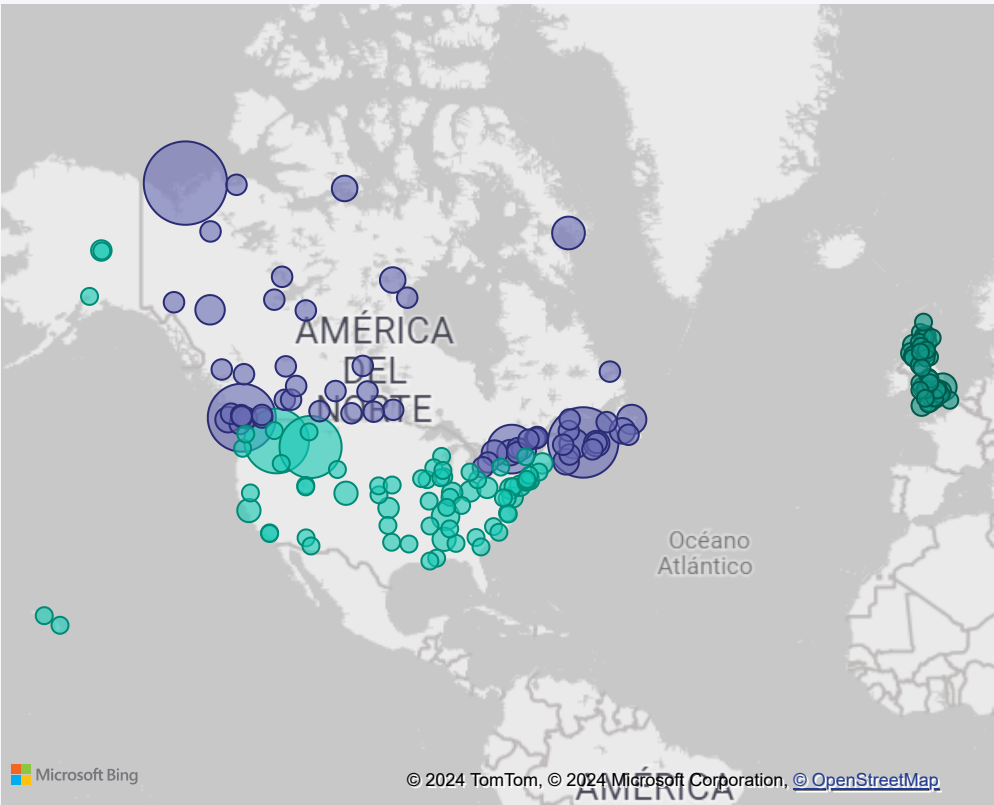 AMÉRICA
DEL
NORTE
Océano
Atlántico
Microsoft Bing
© 2024 TomTom, © 2024 Microsoft Corporation, © OpenStreetMap
AMÉRICA